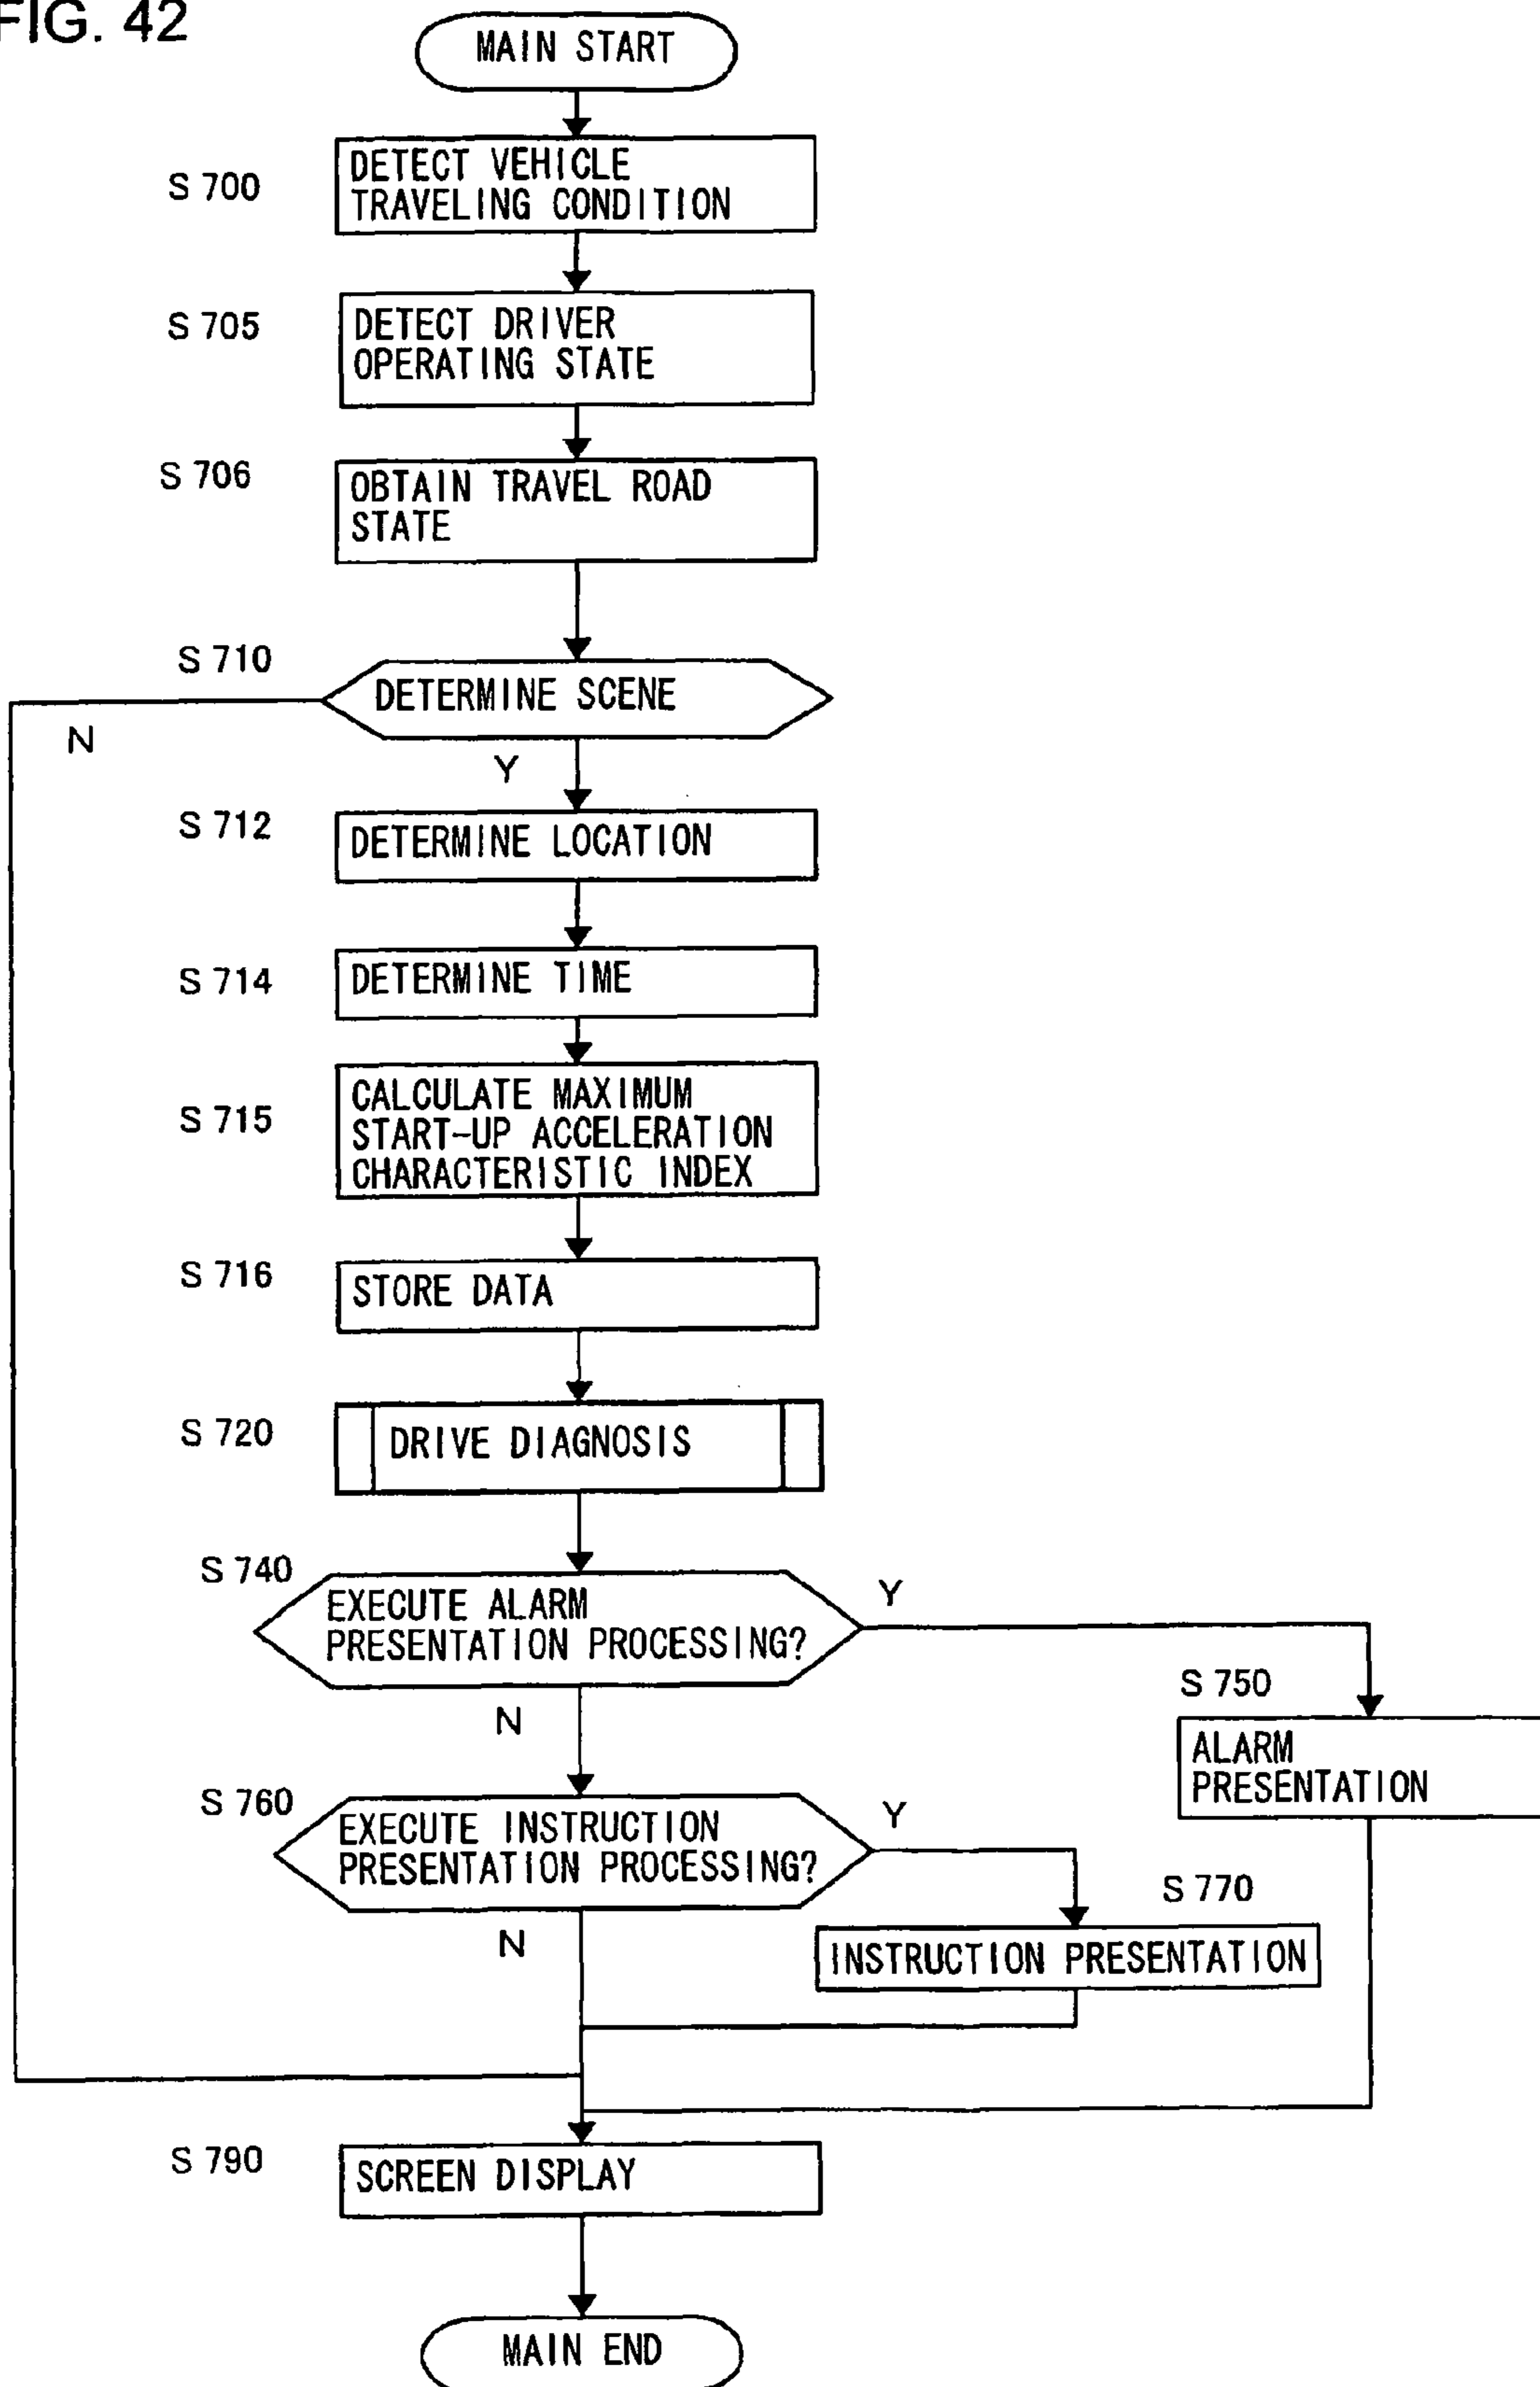 FIG. 42
MAIN START
S 700
DETECT VEHICLE
TRAVELING CONDITION
S 705
DETECT DRIVER
OPERATING STATE
S 706
OBTAIN TRAVEL ROAD
STATE
S 710
DETERMINE SCENE
N
Y
S 712
DETERMINE LOCATION
S 714
DETERMINE TIME
S 715
CALCULATE MAXIMUM
START-UP ACCELERATION
CHARACTERISTIC INDEX
S 716
STORE DATA
S 720
DRIVE DIAGNOSIS
S 740
EXECUTE ALARM
PRESENTATION PROCESSING?
Y
N
S 750
ALARM
PRESENTATION
S 760
EXECUTE INSTRUCTION
PRESENTATION PROCESSING?
Y
N
S 770
INSTRUCTION PRESENTATION
S 790
SCREEN DISPLAY
MAIN END